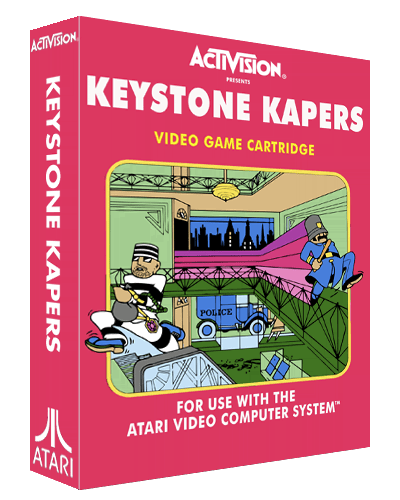 ACTIVISION®
KEYSTONE KAPERS
ATARI
ACTIVISION®
PRESENTS
KEYSTONE KAPERS
VIDEO GAME CARTRIDGE
POLICE
FOR USE WITH THE
ATARI VIDEO COMPUTER SYSTEM™